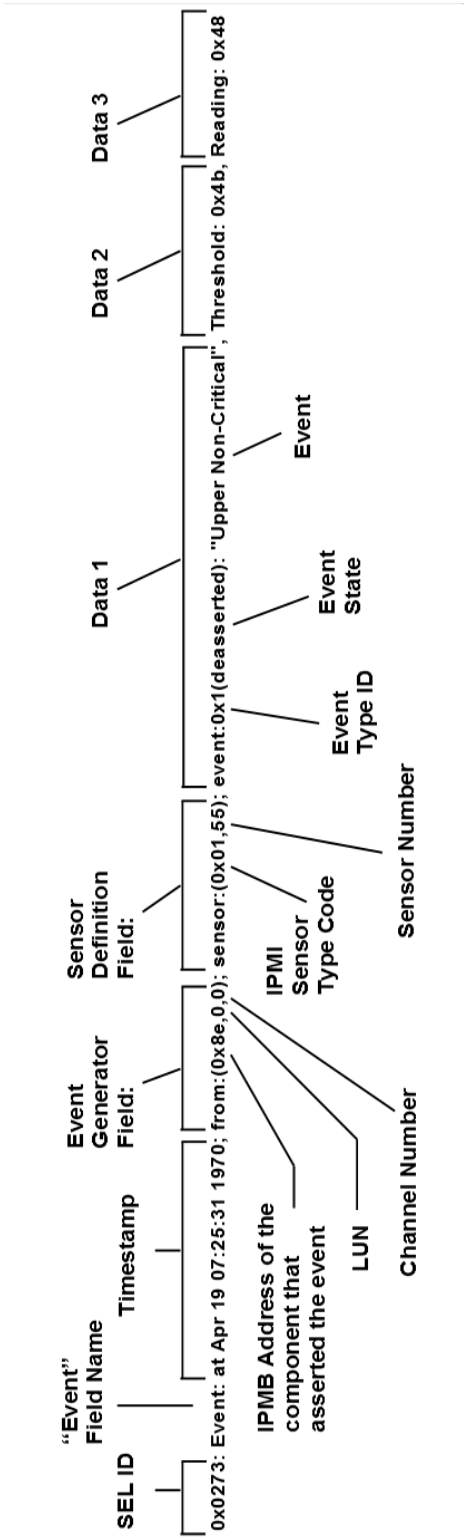 SEL ID
“Event”
Field Name
Timestamp
Event
Generator
Field:
Sensor
Definition
Field:
Data 1
Data 2
Data 3
0x0273: Event: at Apr 19 07:25:31 1970; from:(0x8e,0,0); sensor:(0x01,55); event:0x1(deasserted): "Upper Non-Critical", Threshold: 0x4b, Reading: 0x48
IPMB Address of the
component that
asserted the event
LUN
Channel Number
IPMI
Sensor
Type Code
Sensor Number
Event
Type ID
Event
State
Event